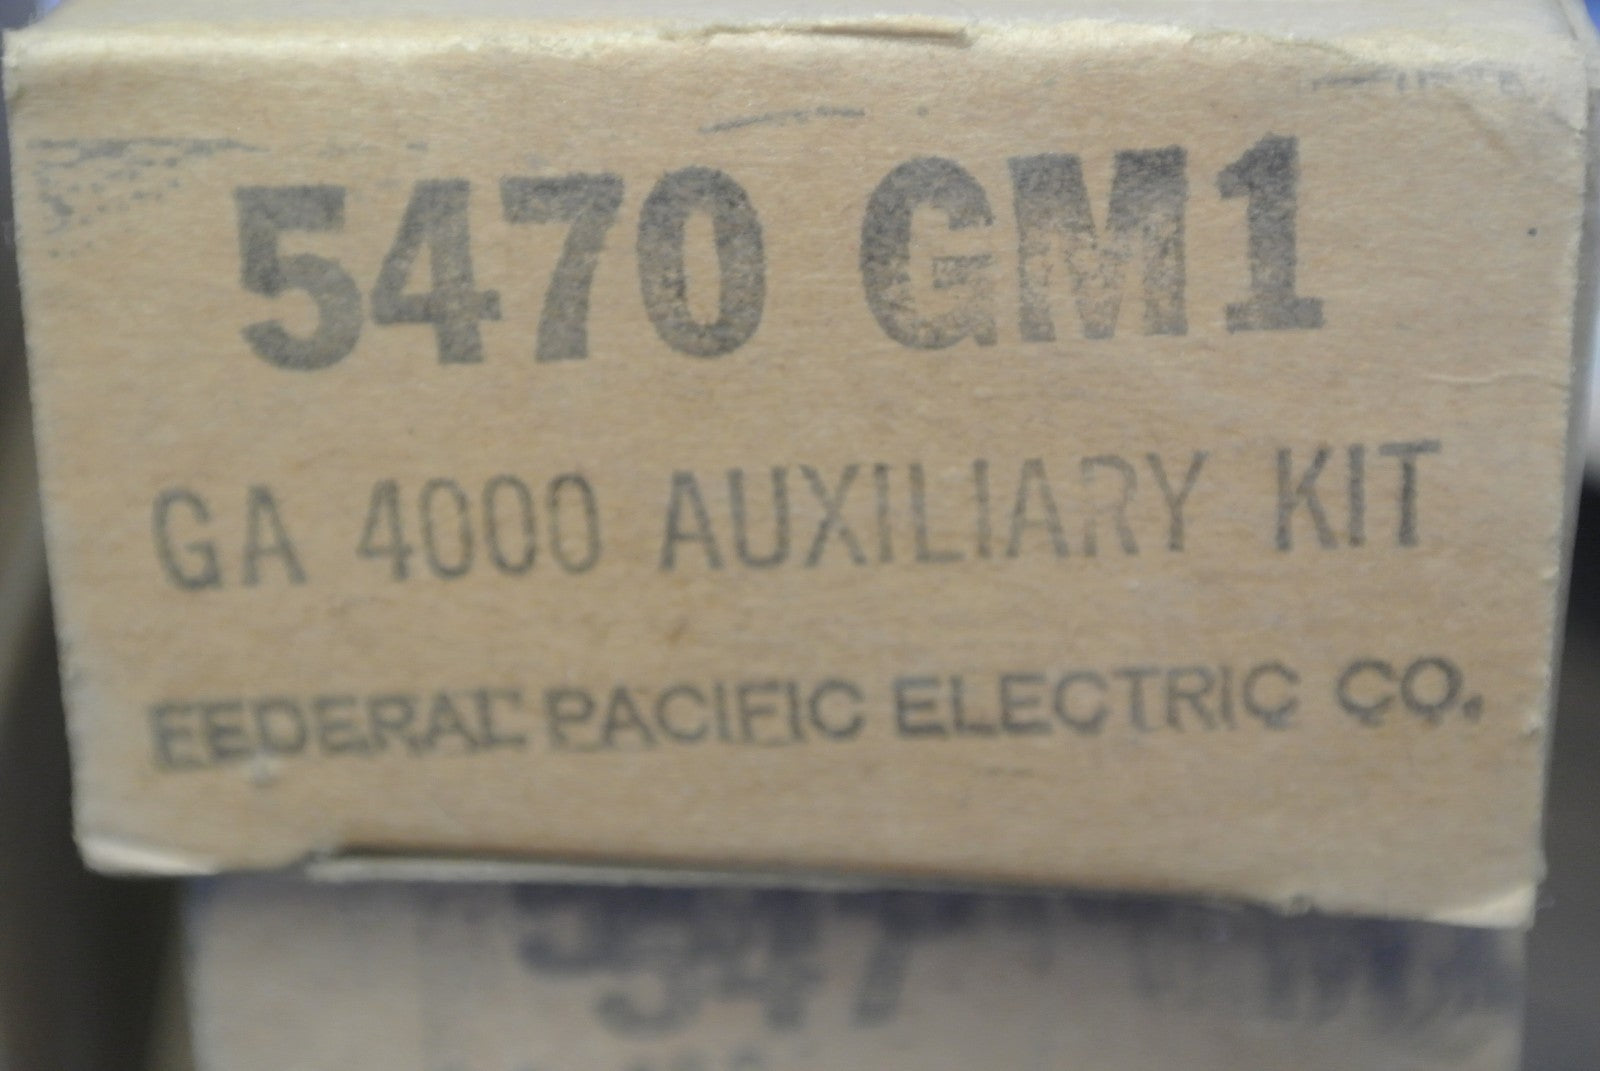 5470 GM1
GA 4000 AUXILIARY KIT
FEDERAL PACIFIC ELECTRIC CO.